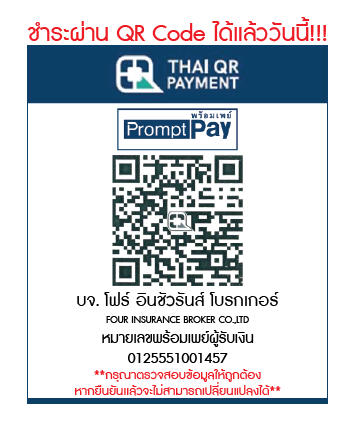 ชำระผ่าน QR Code ได้แล้ววันนี้!!!
THAI QR
PAYMENT
พร้อมเพย์
PromptPay
บจ. โฟร์ อินชัวรันส์ โบรกเกอร์
FOUR INSURANCE BROKER CO.,LTD
หมายเลขพร้อมเพย์ผู้รับเงิน
0125551001457
**กรุณาตรวจสอบข้อมูลให้ถูกต้อง
หากยืนยันแล้วจะไม่สามารถเปลี่ยนแปลงได้**